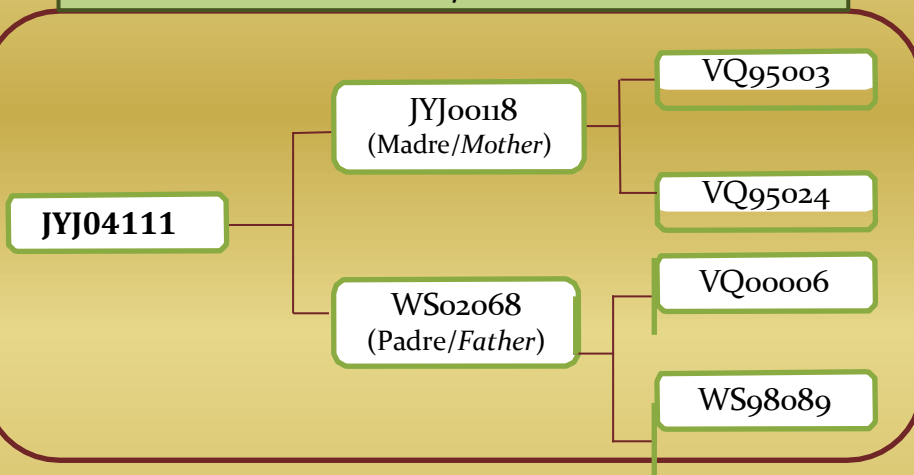 VQ95003
JYJ00118
(Madre/Mother)
VQ95024
JYJ04111
VQ00006
WS02068
(Padre/Father)
WS98089